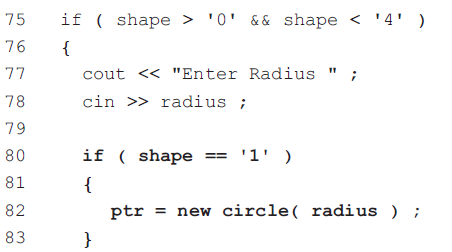 75 if ( shape > '0' && shape < '4' )
76 {
77 cout << "Enter Radius " ;
78 cin >> radius ;
79
80 if ( shape == '1' )
81 {
82 ptr = new circle( radius ) ;
83 }